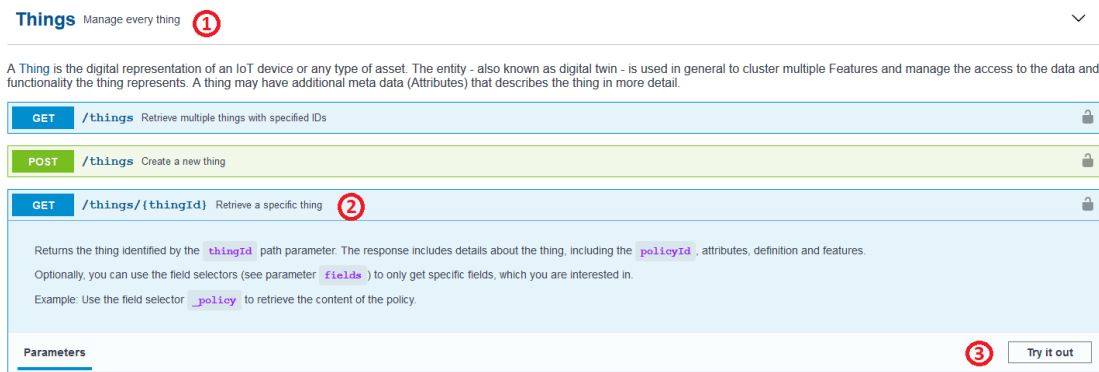 Things Manage every thing 1
A Thing is the digital representation of an IoT device or any type of asset. The entity - also known as digital twin - is used in general to cluster multiple Features and manage the access to the data and
functionality the thing represents. A thing may have additional meta data (Attributes) that describes the thing in more detail.
GET /things Retrieve multiple things with specified IDs
POST /things Create a new thing
GET /things/{thingId} Retrieve a specific thing 2
Returns the thing identified by the thingId path parameter. The response includes details about the thing, including the policyId , attributes, definition and features.
Optionally, you can use the field selectors (see parameter fields ) to only get specific fields, which you are interested in.
Example: Use the field selector _policy to retrieve the content of the policy.
Parameters 3 Try it out